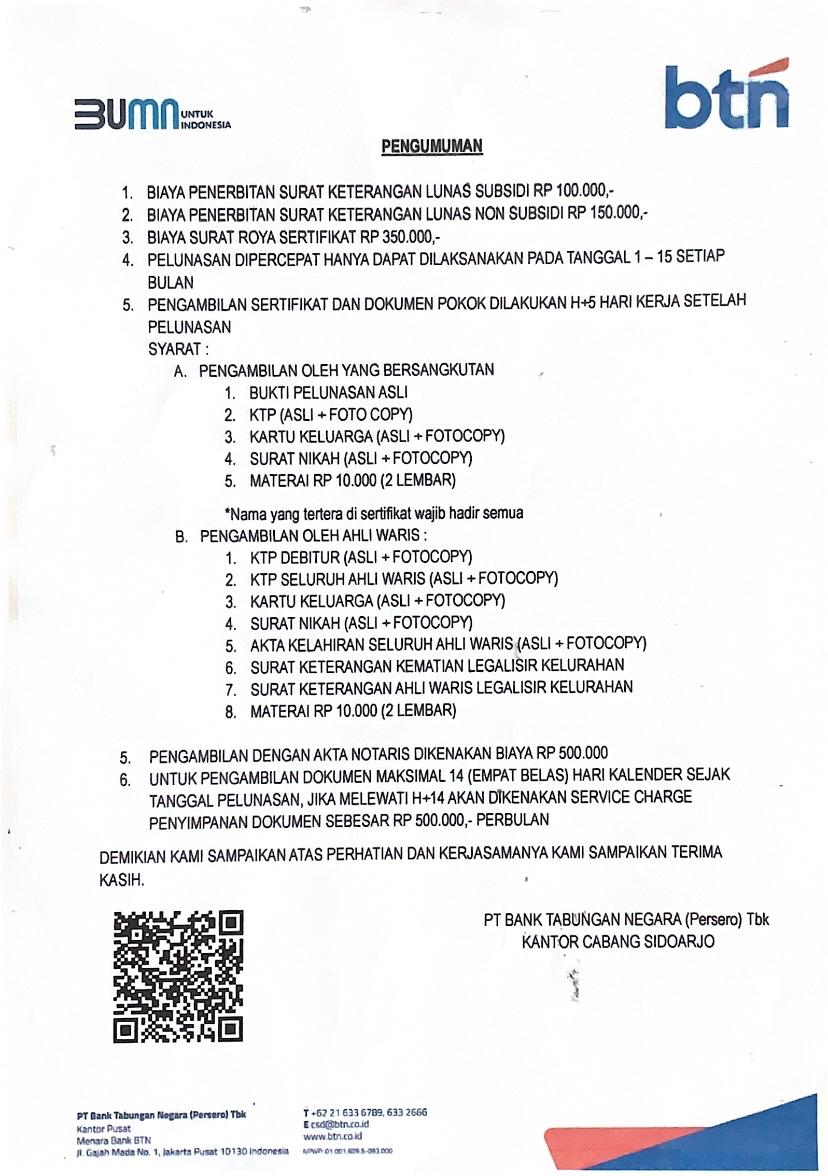 BUMN UNTUK
INDONESIA
btn
PENGUMUMAN
1. BIAYA PENERBITAN SURAT KETERANGAN LUNAS SUBSIDI RP 100.000,-
2. BIAYA PENERBITAN SURAT KETERANGAN LUNAS NON SUBSIDI RP 150.000,-
3. BIAYA SURAT ROYA SERTIFIKAT RP 350.000,-
4. PELUNASAN DIPERCEPAT HANYA DAPAT DILAKSANAKAN PADA TANGGAL 1 – 15 SETIAP
BULAN
5. PENGAMBILAN SERTIFIKAT DAN DOKUMEN POKOK DILAKUKAN H+5 HARI KERJA SETELAH
PELUNASAN
SYARAT :
A. PENGAMBILAN OLEH YANG BERSANGKUTAN
1. BUKTI PELUNASAN ASLI
2. KTP (ASLI + FOTO COPY)
3. KARTU KELUARGA (ASLI + FOTOCOPY)
4. SURAT NIKAH (ASLI + FOTOCOPY)
5. MATERAI RP 10.000 (2 LEMBAR)
*Nama yang tertera di sertifikat wajib hadir semua
B. PENGAMBILAN OLEH AHLI WARIS :
1. KTP DEBITUR (ASLI + FOTOCOPY)
2. KTP SELURUH AHLI WARIS (ASLI + FOTOCOPY)
3. KARTU KELUARGA (ASLI + FOTOCOPY)
4. SURAT NIKAH (ASLI + FOTOCOPY)
5. AKTA KELAHIRAN SELURUH AHLI WARIS (ASLI + FOTOCOPY)
6. SURAT KETERANGAN KEMATIAN LEGALISIR KELURAHAN
7. SURAT KETERANGAN AHLI WARIS LEGALISIR KELURAHAN
8. MATERAI RP 10.000 (2 LEMBAR)
5. PENGAMBILAN DENGAN AKTA NOTARIS DIKENAKAN BIAYA RP 500.000
6. UNTUK PENGAMBILAN DOKUMEN MAKSIMAL 14 (EMPAT BELAS) HARI KALENDER SEJAK
TANGGAL PELUNASAN, JIKA MELEWATI H+14 AKAN DIKENAKAN SERVICE CHARGE
PENYIMPANAN DOKUMEN SEBESAR RP 500.000,- PERBULAN
DEMIKIAN KAMI SAMPAIKAN ATAS PERHATIAN DAN KERJASAMANYA KAMI SAMPAIKAN TERIMA
KASIH.
PT BANK TABUNGAN NEGARA (Persero) Tbk
KANTOR CABANG SIDOARJO
PT Bank Tabungan Negara (Persero) Tbk
Kantor Pusat
Menara Bank BTN
Jl. Gajah Mada No. 1, Jakarta Pusat 10130 Indonesia
T +62 21 633 6789, 633 2666
E csd@btn.co.id
www.btn.co.id
NPWP: 01.001.609.5-093.000